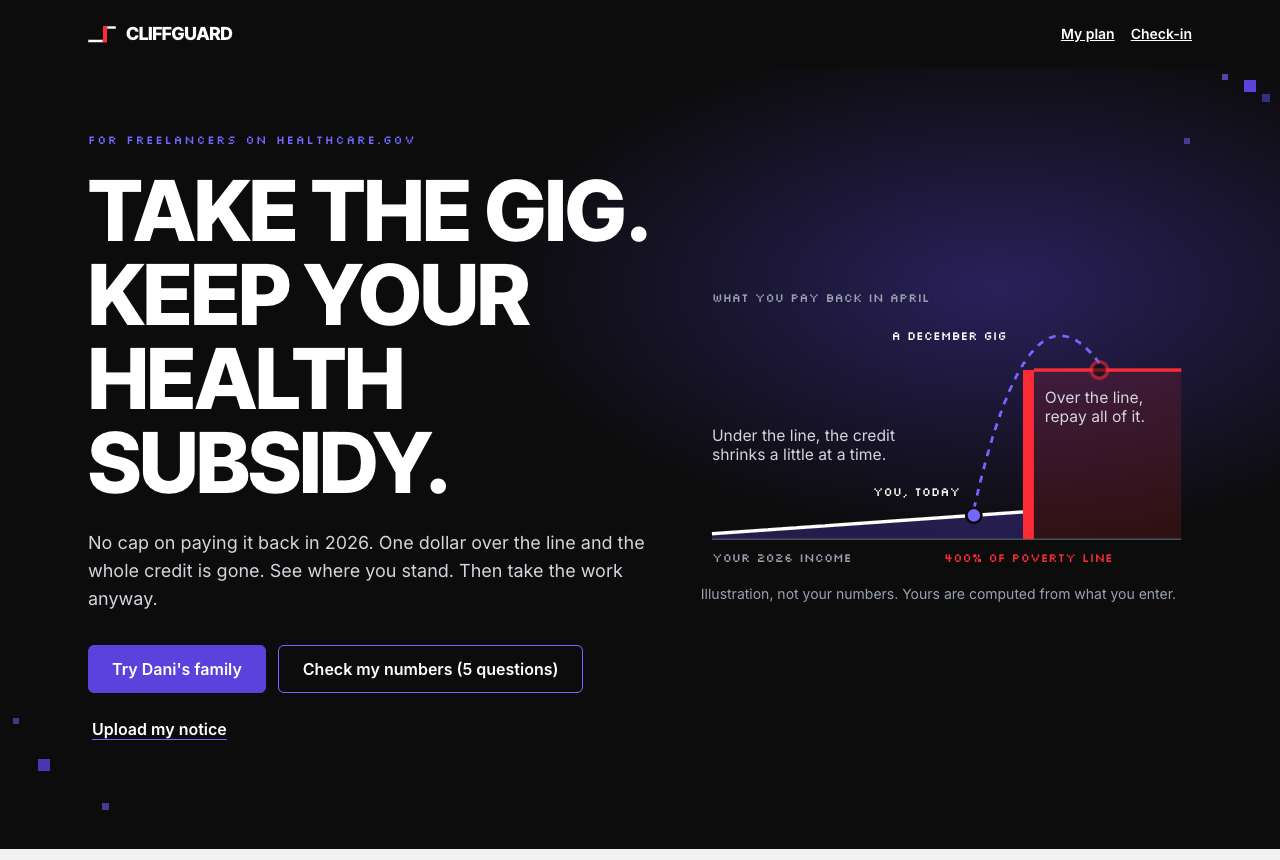 CLIFFGUARD
My plan Check-in
FOR FREELANCERS ON HEALTHCARE.GOV
TAKE THE GIG.
KEEP YOUR
HEALTH
SUBSIDY.
No cap on paying it back in 2026. One dollar over the line and the
whole credit is gone. See where you stand. Then take the work
anyway.
Try Dani's family
Check my numbers (5 questions)
Upload my notice
WHAT YOU PAY BACK IN APRIL
A DECEMBER GIG
Over the line,
repay all of it.
Under the line, the credit
shrinks a little at a time.
YOU, TODAY
YOUR 2026 INCOME
400% OF POVERTY LINE
Illustration, not your numbers. Yours are computed from what you enter.